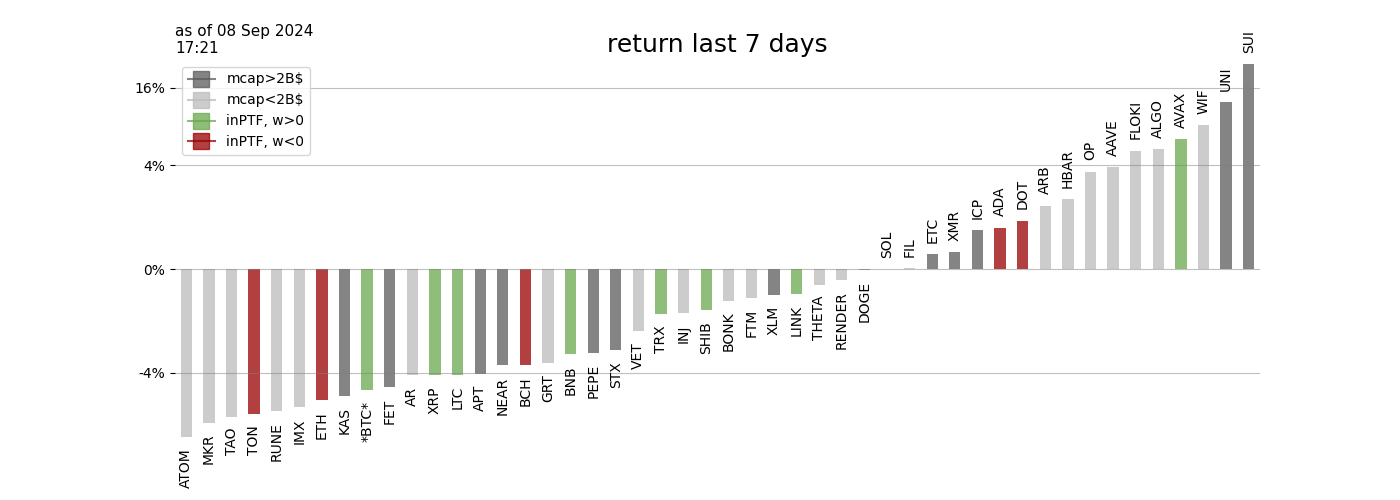 as of 08 Sep 2024
17:21
return last 7 days
mcap>2B$
mcap<2B$
inPTF, w>0
inPTF, w<0
16%
4%
0%
-4%
ATOM
MKR
TAO
TON
RUNE
IMX
ETH
KAS
*BTC*
FET
AR
XRP
LTC
APT
NEAR
BCH
GRT
BNB
PEPE
STX
VET
TRX
INJ
SHIB
BONK
FTM
XLM
LINK
THETA
RENDER
DOGE
SOL
FIL
ETC
XMR
ICP
ADA
DOT
ARB
HBAR
OP
AAVE
FLOKI
ALGO
AVAX
WIF
UNI
SUI